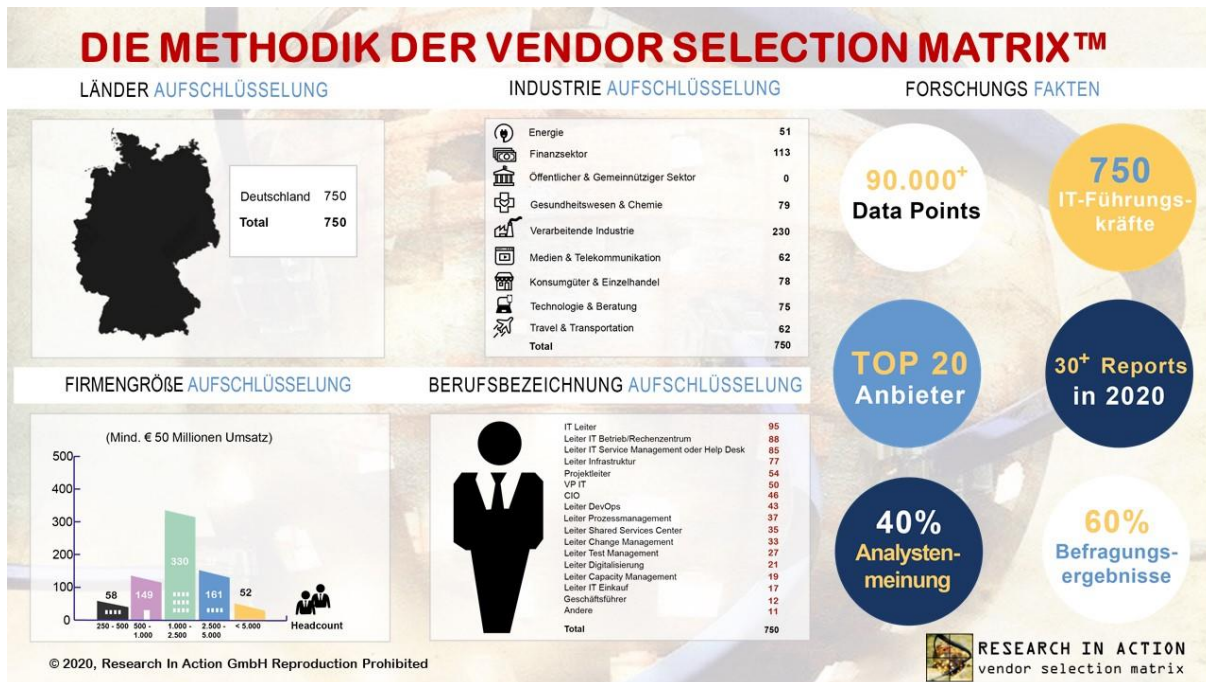 DIE METHODIK DER VENDOR SELECTION MATRIX™
LÄNDER AUFSCHLÜSSELUNG
Deutschland 750
Total 750
INDUSTRIE AUFSCHLÜSSELUNG
Energie 51
Finanzsektor 113
Öffentlicher & Gemeinnütziger Sektor 0
Gesundheitswesen & Chemie 79
Verarbeitende Industrie 230
Medien & Telekommunikation 62
Konsumgüter & Einzelhandel 78
Technologie & Beratung 75
Travel & Transportation 62
Total 750
FORSCHUNGS FAKTEN
90.000+
Data Points
750
IT-Führungs-
kräfte
TOP 20
Anbieter
30+ Reports
in 2020
40%
Analysten-
meinung
60%
Befragungs-
ergebnisse
FIRMENGRÖßE AUFSCHLÜSSELUNG
(Mind. € 50 Millionen Umsatz)
500
400
300
200
100
0
58
149
330
161
52
250 - 500
500 -
1.000
1.000 -
2.500
2.500 -
5.000
< 5.000
Headcount
BERUFSBEZEICHNUNG AUFSCHLÜSSELUNG
IT Leiter 95
Leiter IT Betrieb/Rechenzentrum 88
Leiter IT Service Management oder Help Desk 85
Leiter Infrastruktur 77
Projektleiter 54
VP IT 50
CIO 46
Leiter DevOps 43
Leiter Prozessmanagement 37
Leiter Shared Services Center 35
Leiter Change Management 33
Leiter Test Management 27
Leiter Digitalisierung 21
Leiter Capacity Management 19
Leiter IT Einkauf 17
Geschäftsführer 12
Andere 11
Total 750
© 2020, Research In Action GmbH Reproduction Prohibited
RESEARCH IN ACTION
vendor selection matrix